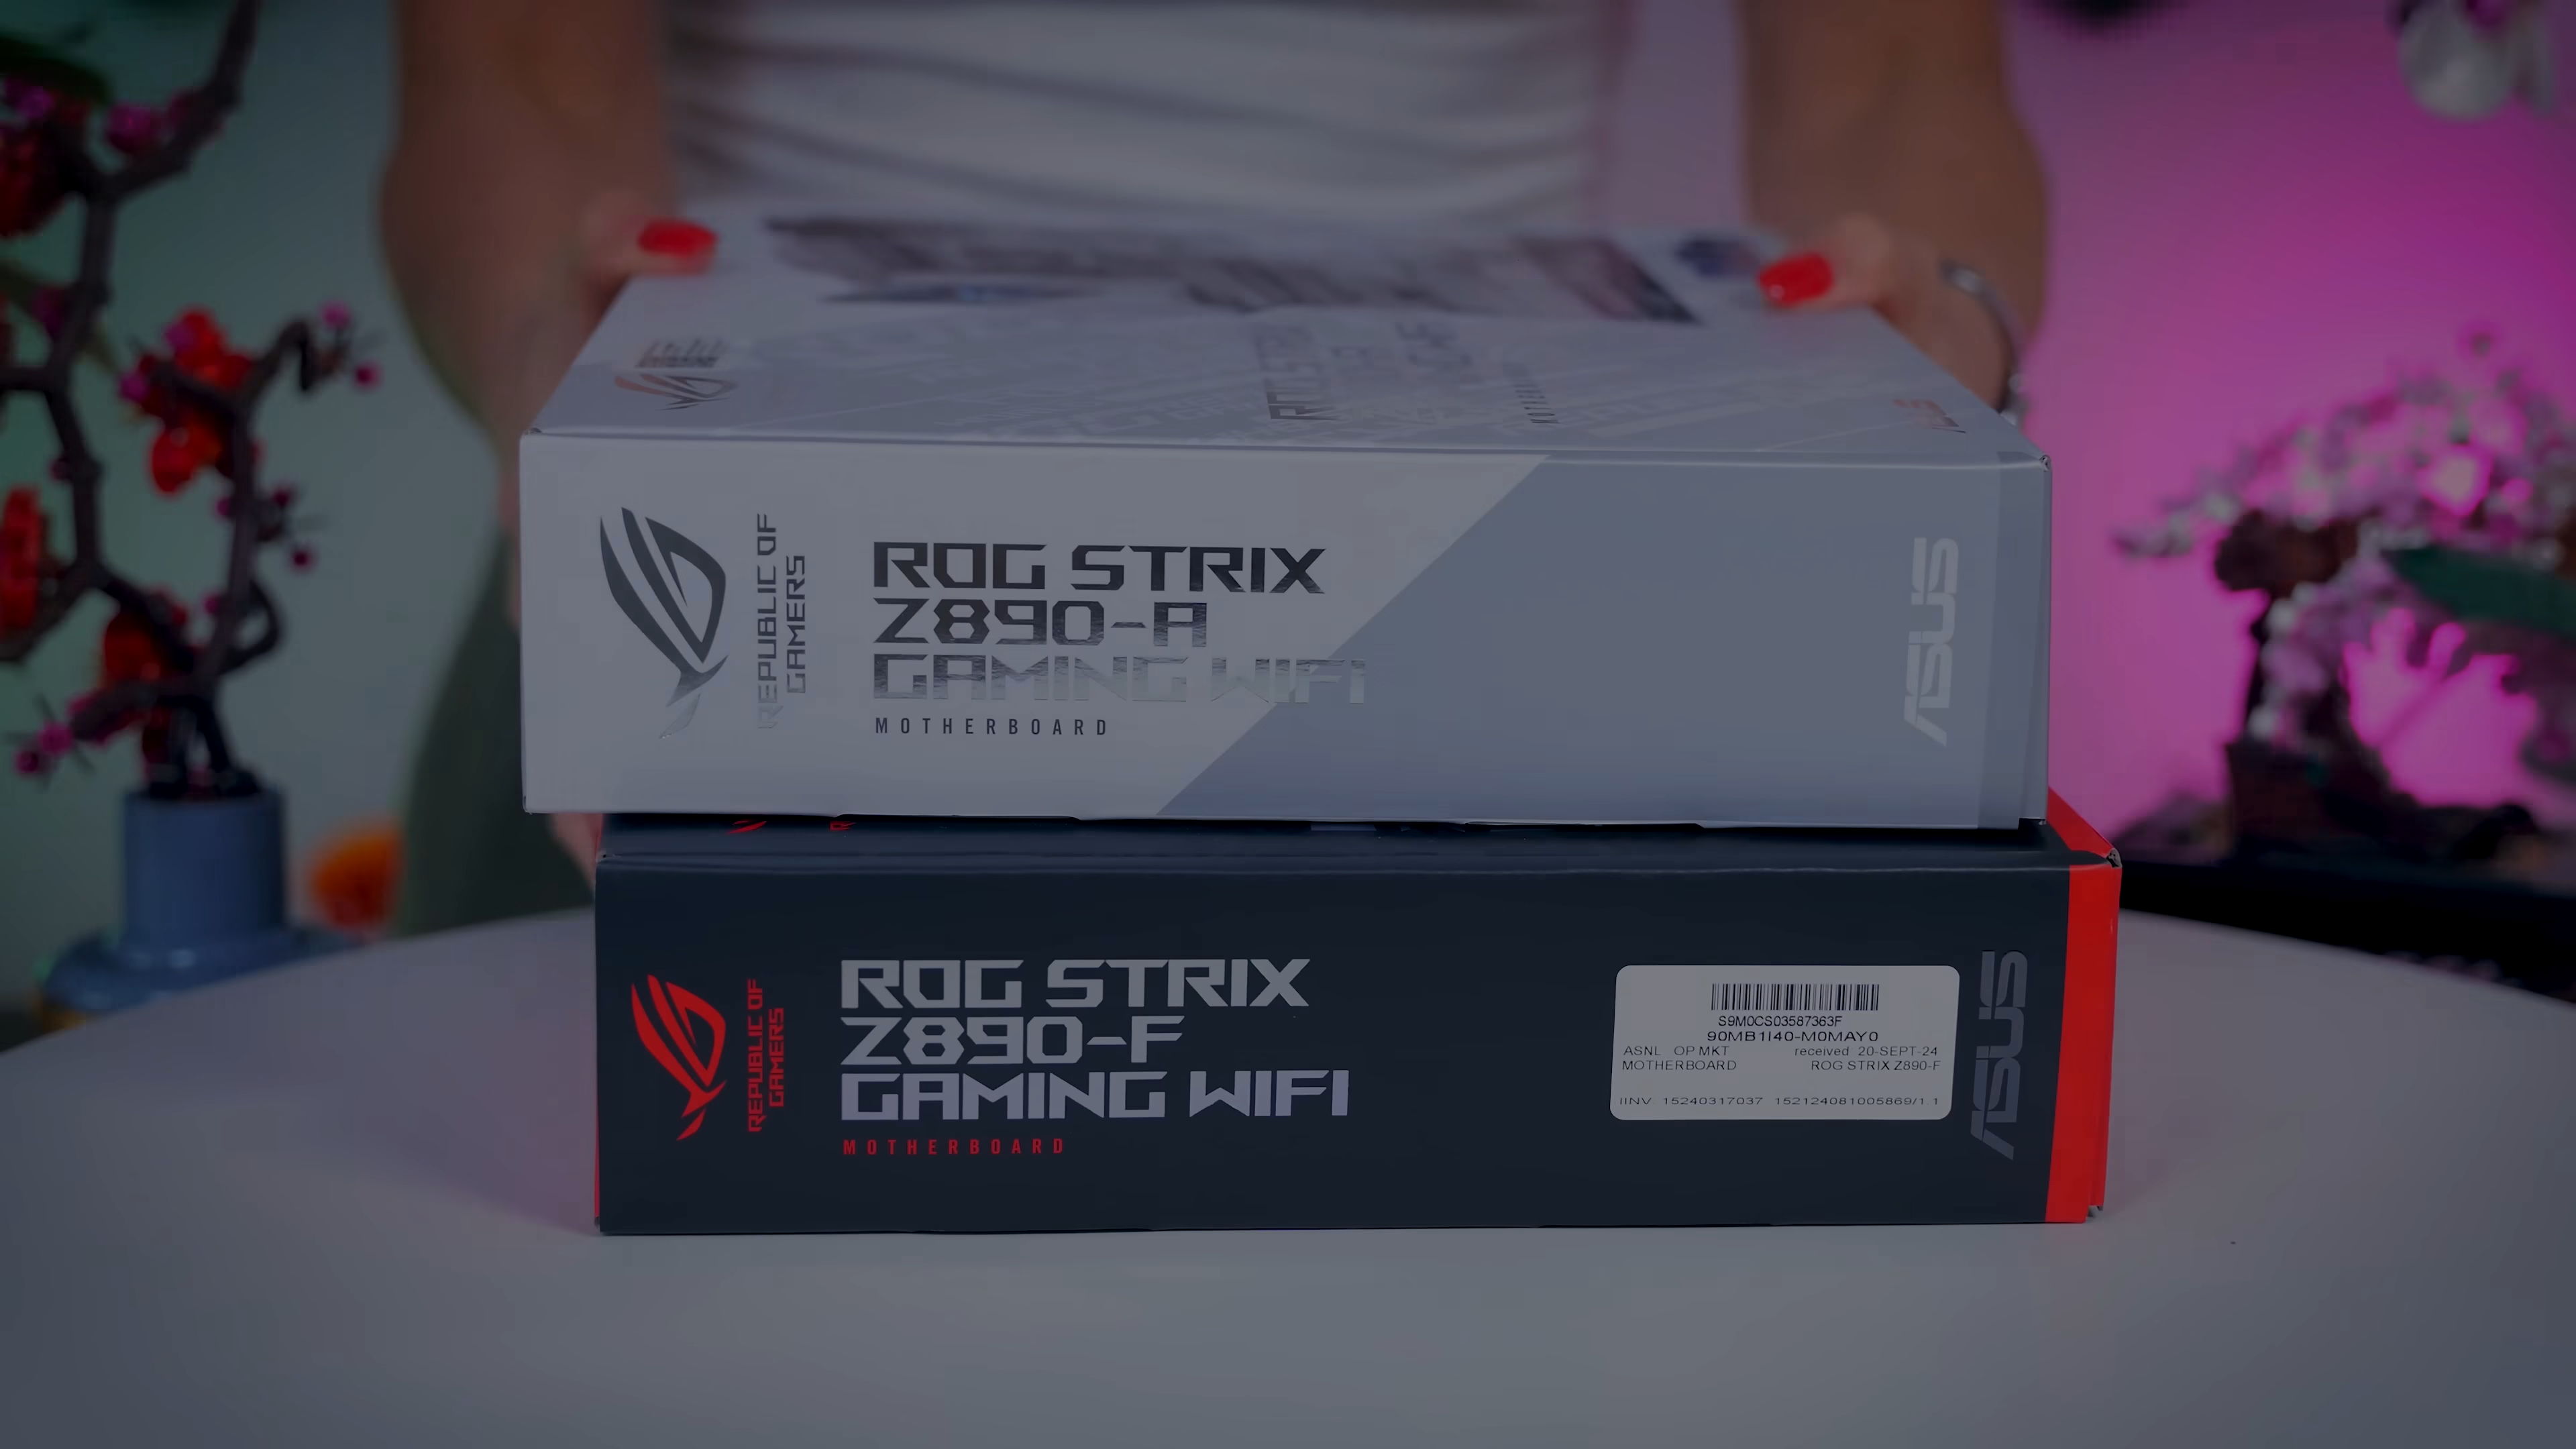 REPUBLIC OF
GAMERS
ROG STRIX
Z890-A
GAMING WIFI
MOTHERBOARD
ASUS
REPUBLIC OF
GAMERS
ROG STRIX
Z890-F
GAMING WIFI
MOTHERBOARD
S9M0CS03587363F
90MB1I40-M0MAY0
ASNL OP MKT received 20-SEPT-24
MOTHERBOARD ROG STRIX Z890-F
IINV 15240317037 152124081005869/1.1
ASUS